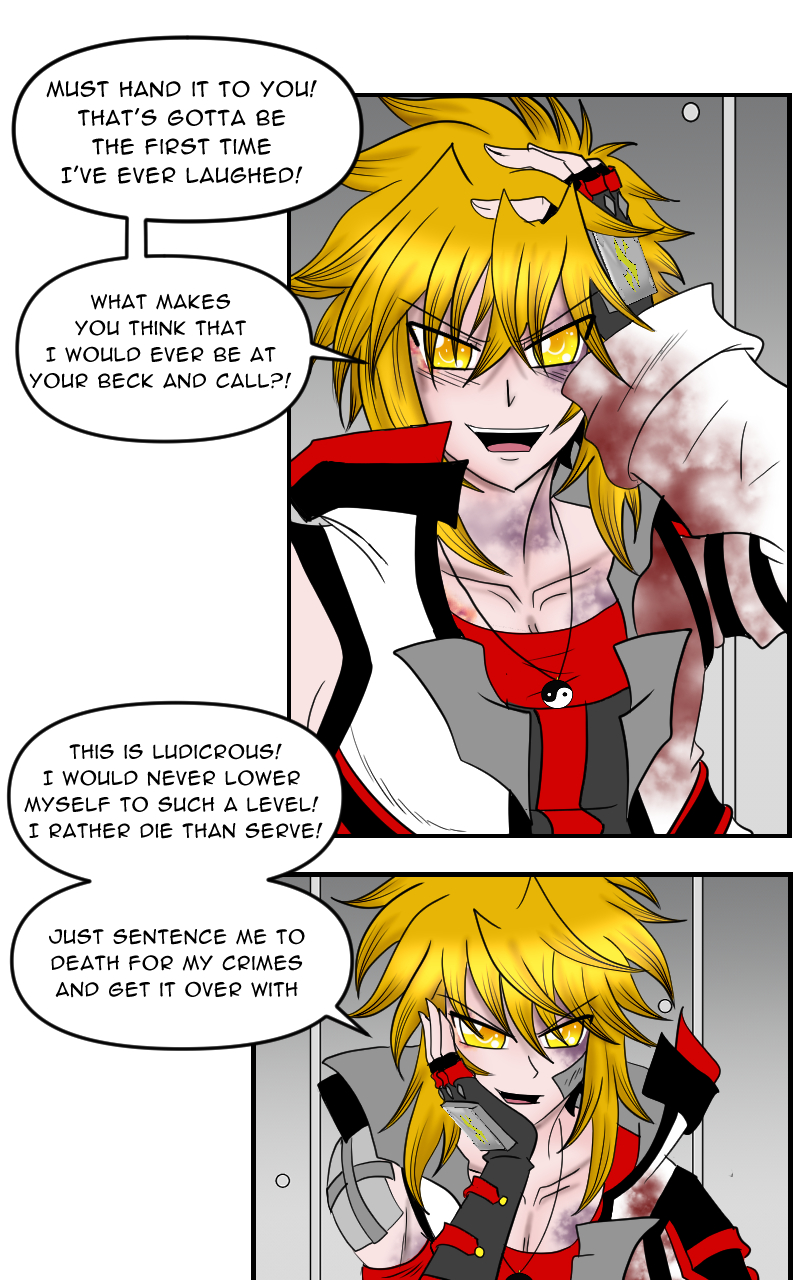 MUST HAND IT TO YOU!
THAT'S GOTTA BE
THE FIRST TIME
I'VE EVER LAUGHED!
WHAT MAKES
YOU THINK THAT
I WOULD EVER BE AT
YOUR BECK AND CALL?!
THIS IS LUDICROUS!
I WOULD NEVER LOWER
MYSELF TO SUCH A LEVEL!
I RATHER DIE THAN SERVE!
JUST SENTENCE ME TO
DEATH FOR MY CRIMES
AND GET IT OVER WITH